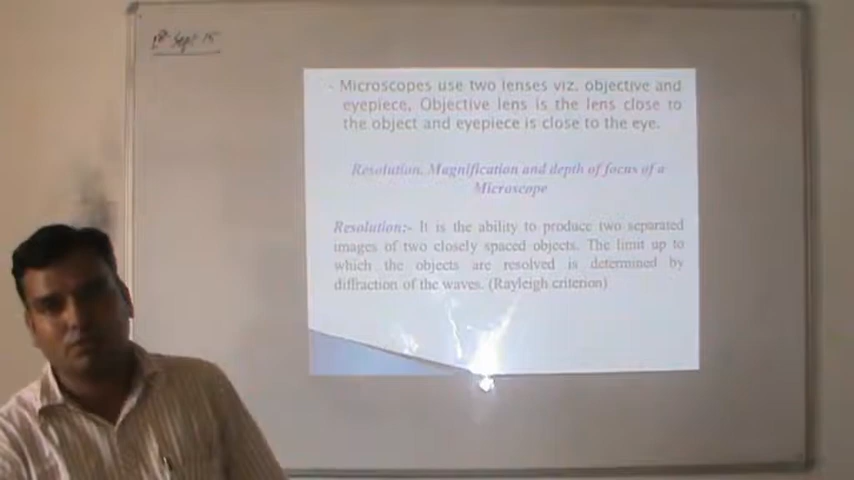 1st Sept 15
- Microscopes use two lenses viz. objective and
eyepiece, Objective lens is the lens close to
the object and eyepiece is close to the eye.
Resolution, Magnification and depth of focus of a
Microscope
Resolution:- It is the ability to produce two separated
images of two closely spaced objects. The limit up to
which the objects are resolved is determined by
diffraction of the waves. (Rayleigh criterion)